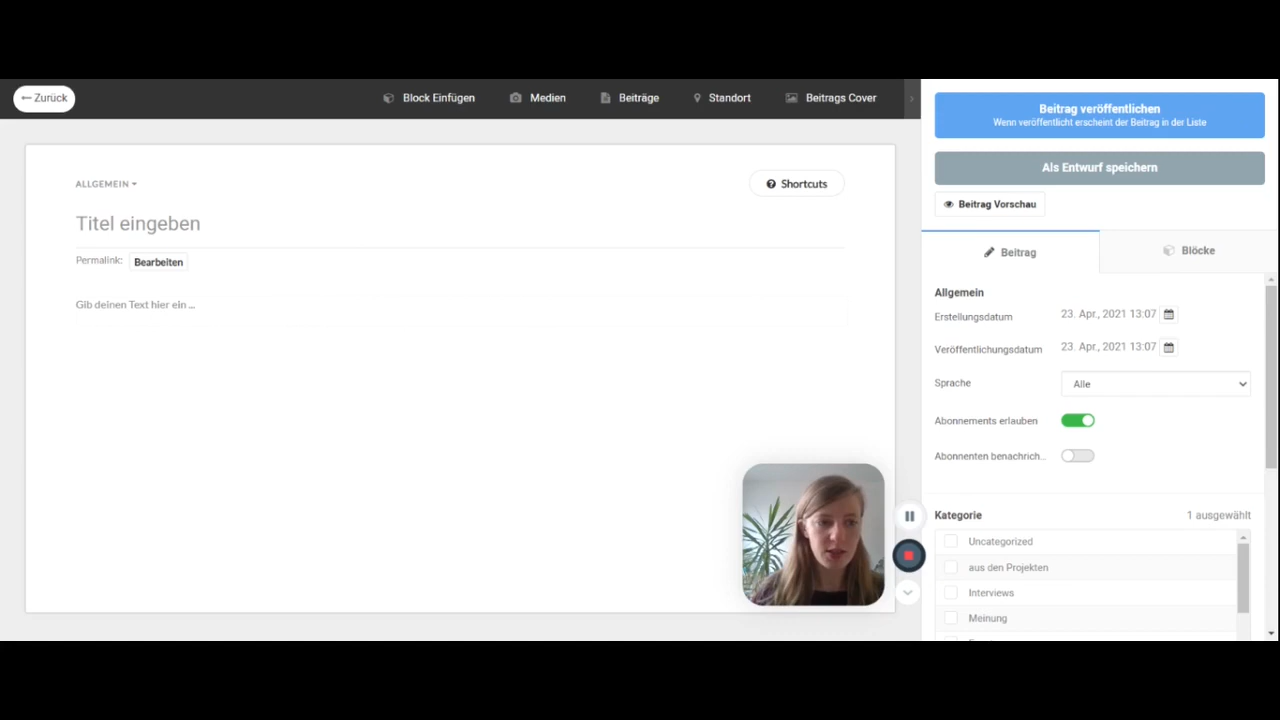 Zurück
Block Einfügen
Medien
Beiträge
Standort
Beitrags Cover
ALLGEMEIN
Shortcuts
Titel eingeben
Permalink: Bearbeiten
Gib deinen Text hier ein ...
Beitrag veröffentlichen
Wenn veröffentlicht erscheint der Beitrag in der Liste
Als Entwurf speichern
Beitrag Vorschau
Beitrag
Blöcke
Allgemein
Erstellungsdatum 23. Apr., 2021 13:07
Veröffentlichungsdatum 23. Apr., 2021 13:07
Sprache Alle
Abonnements erlauben
Abonnenten benachrich...
Kategorie 1 ausgewählt
Uncategorized
aus den Projekten
Interviews
Meinung